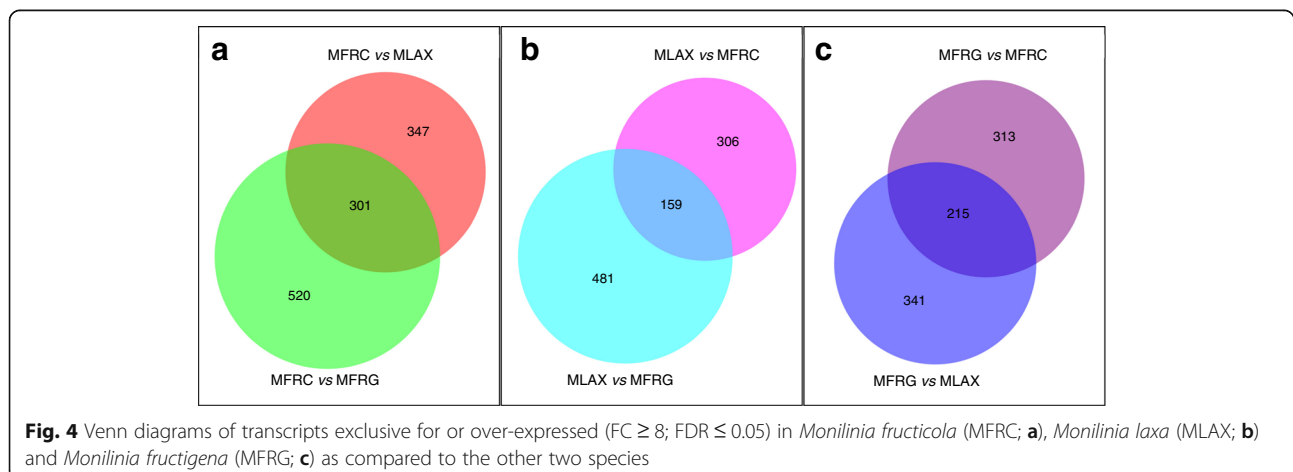 a
MFRC vs MLAX
347
301
520
MFRC vs MFRG
b
MLAX vs MFRC
306
159
481
MLAX vs MFRG
c
MFRG vs MFRC
313
215
341
MFRG vs MLAX
Fig. 4 Venn diagrams of transcripts exclusive for or over-expressed (FC ≥ 8; FDR ≤ 0.05) in Monilinia fructicola (MFRC; a), Monilinia laxa (MLAX; b)
and Monilinia fructigena (MFRG; c) as compared to the other two species